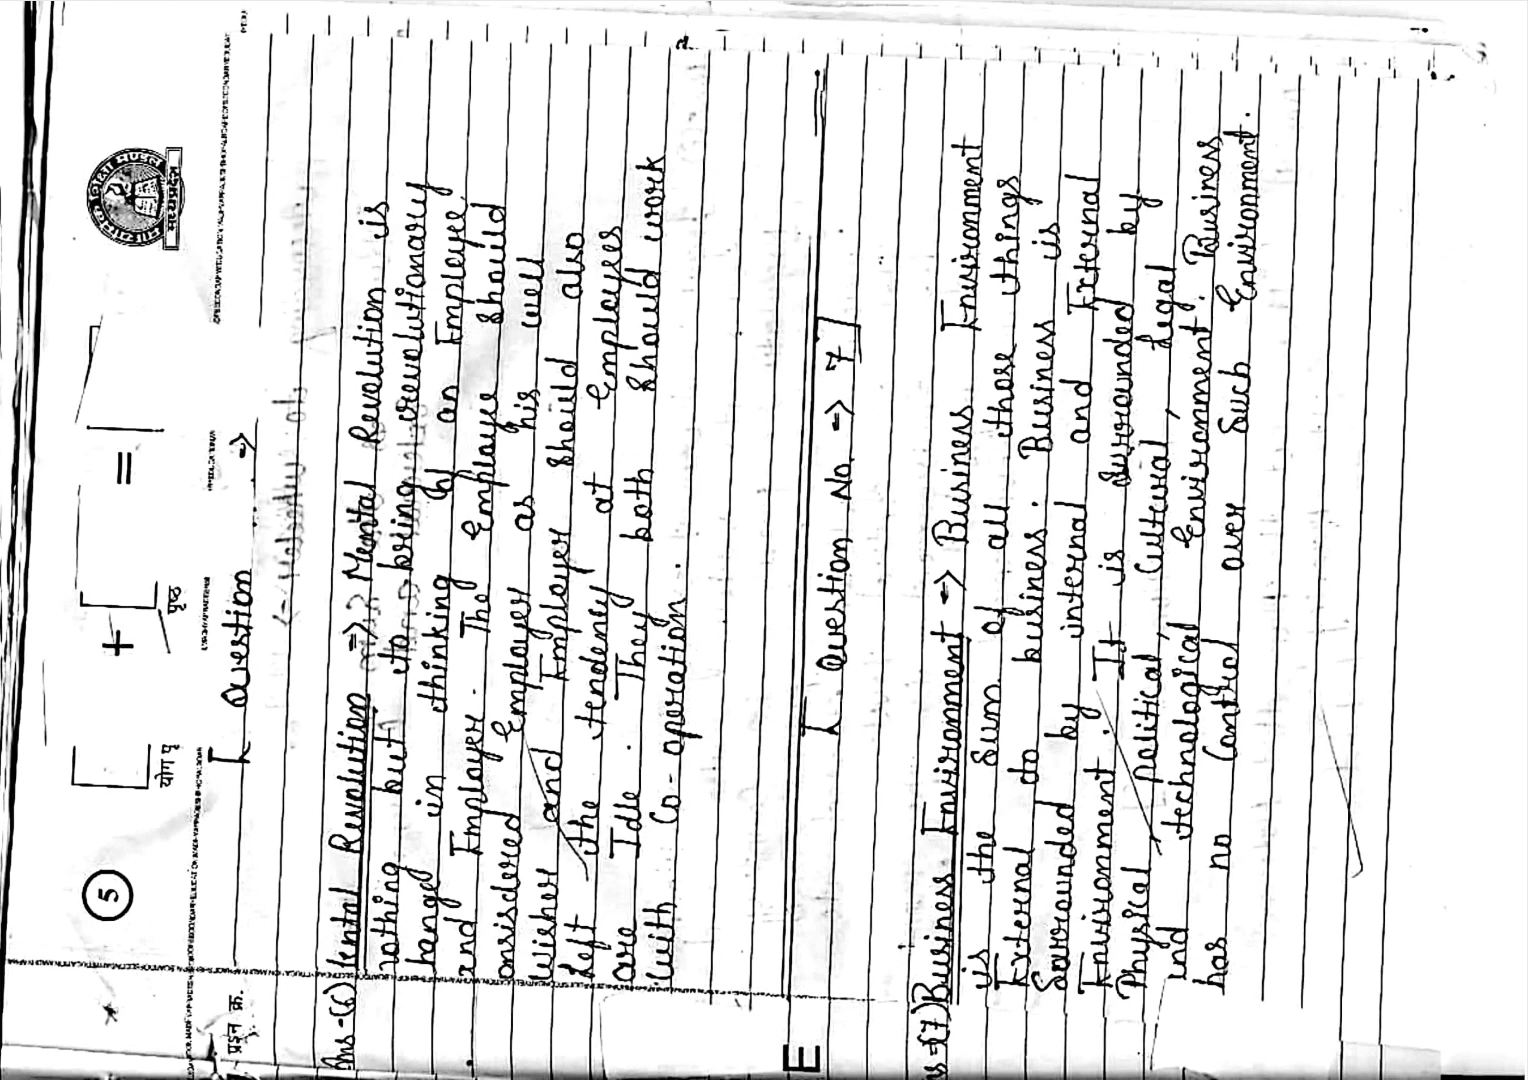 5
योग पृ
+
पृष्ठ
=
प्रश्न क्र.
Question =>
Ans-(6) Mental Revolution => Mental Revolution is
nothing but to bring revolutionary
change in thinking of an Employee
and Employer. The Employee should
considered Employer as his well
wisher and Employer should also
left the tendency at Employees
are Idle. They both should work
with Co-operation.
Question No. => 7
E
Ans-(7) Business Environment => Business Environment
is the Sum of all those things
External to business. Business is
Sorrounded by internal and External
Environment. It is surrounded by
Physical, political, Cultural, Legal
and technological Environment. Business
has no Control over Such Environment.